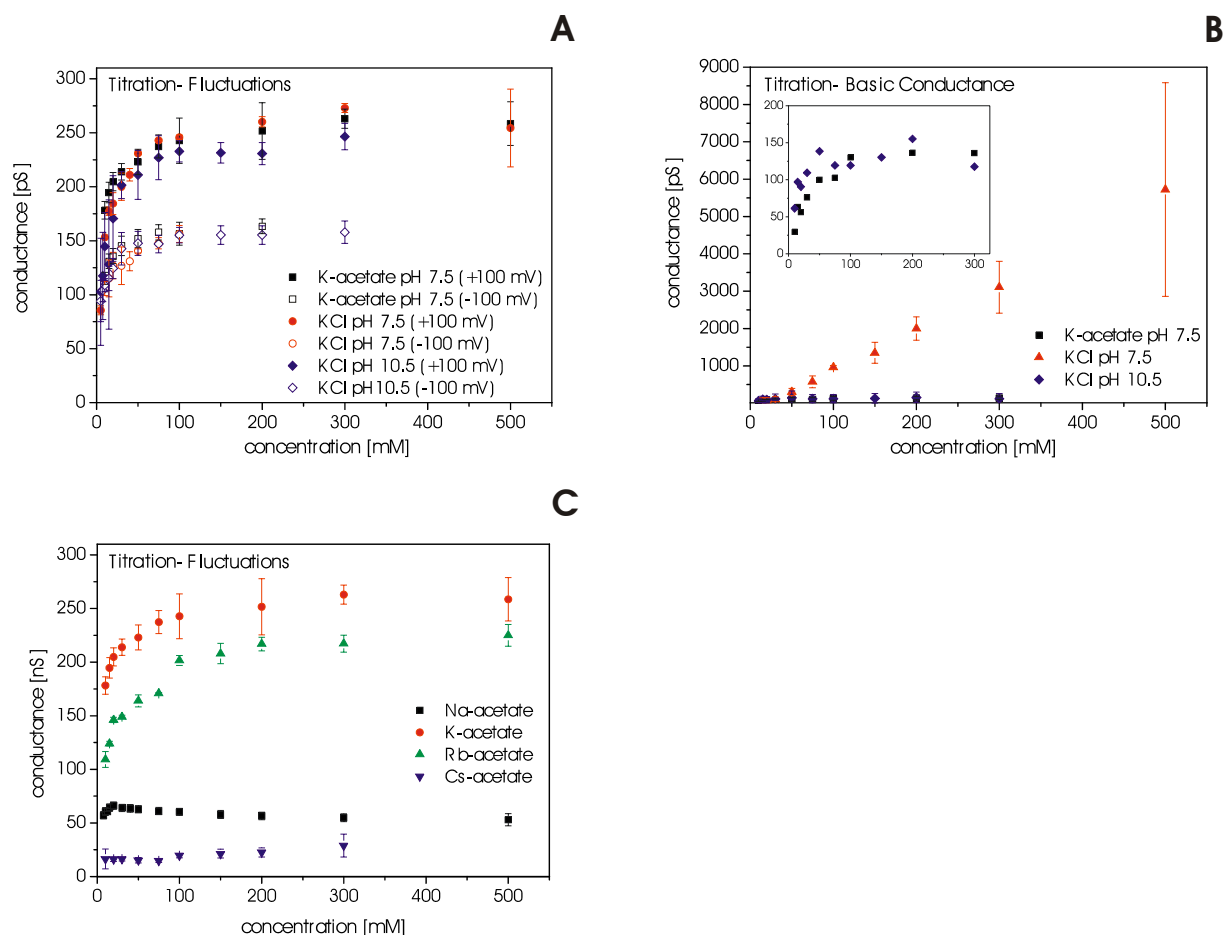 A
Titration- Fluctuations
300
250
200
150
100
50
0
conductance [pS]
K-acetate pH 7.5 (+100 mV)
K-acetate pH 7.5 (-100 mV)
KCl pH 7.5 (+100 mV)
KCl pH 7.5 (-100 mV)
KCl pH 10.5 (+100 mV)
KCl pH10.5 (-100 mV)
0 100 200 300 400 500
concentration [mM]
B
Titration- Basic Conductance
9000
8000
7000
6000
5000
4000
3000
2000
1000
conductance [pS]
200
150
100
50
0
0 100 200 300
K-acetate pH 7.5
KCl pH 7.5
KCl pH 10.5
0 100 200 300 400 500
concentration [mM]
C
Titration- Fluctuations
300
250
200
150
100
50
0
conductance [nS]
Na-acetate
K-acetate
Rb-acetate
Cs-acetate
0 100 200 300 400 500
concentration [mM]